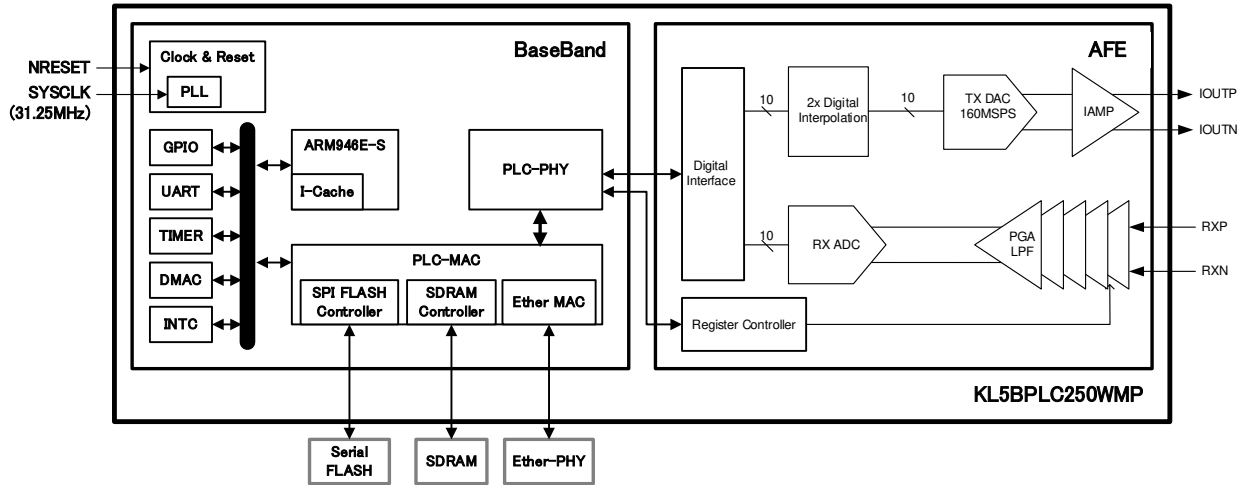 BaseBand
AFE
Clock & Reset
PLL
NRESET
SYSCLK
(31.25MHz)
GPIO
UART
TIMER
DMAC
INTC
ARM946E-S
I-Cache
PLC-PHY
PLC-MAC
SPI FLASH
Controller
SDRAM
Controller
Ether MAC
Digital
Interface
10
2x Digital
Interpolation
10
TX DAC
160MSPS
IAMP
IOUTP
IOUTN
10
RX ADC
PGA
LPF
RXP
RXN
Register Controller
KL5BPLC250WMP
Serial
FLASH
SDRAM
Ether-PHY